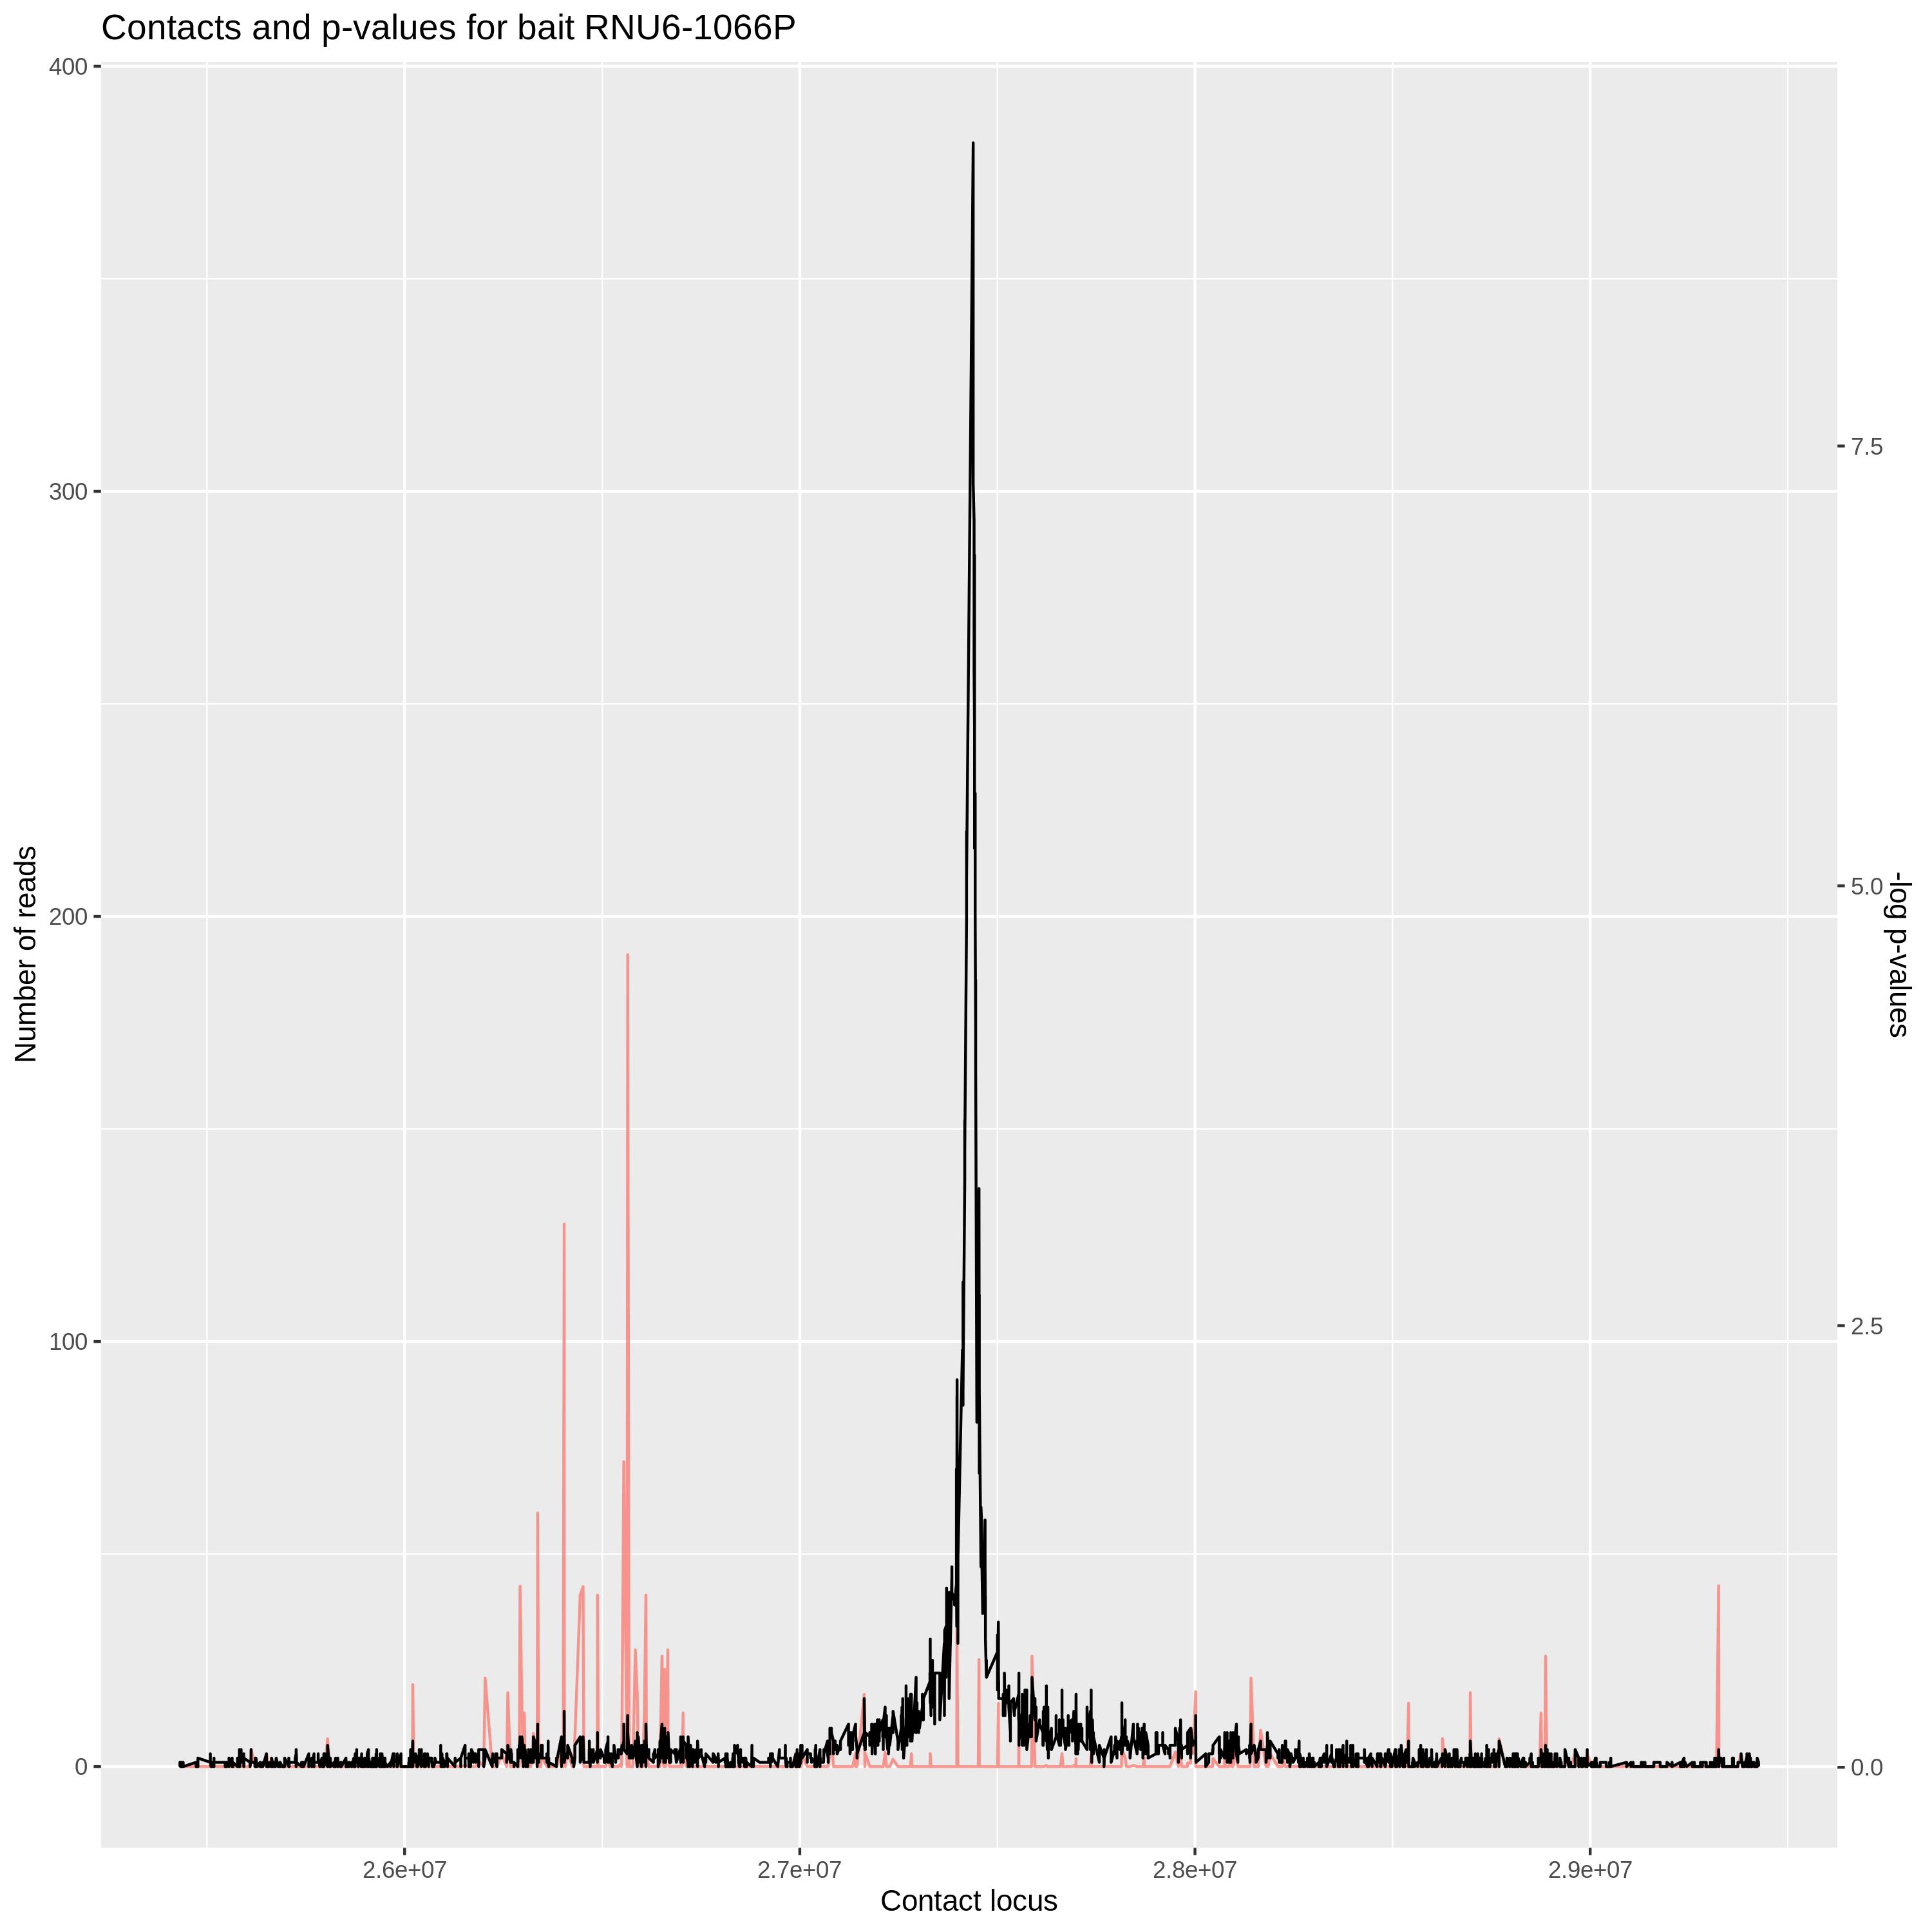 Contacts and p-values for bait RNU6-1066P
400
300
200
100
0
Number of reads
7.5
5.0
2.5
0.0
-log p-values
2.6e+07
2.7e+07
2.8e+07
2.9e+07
Contact locus